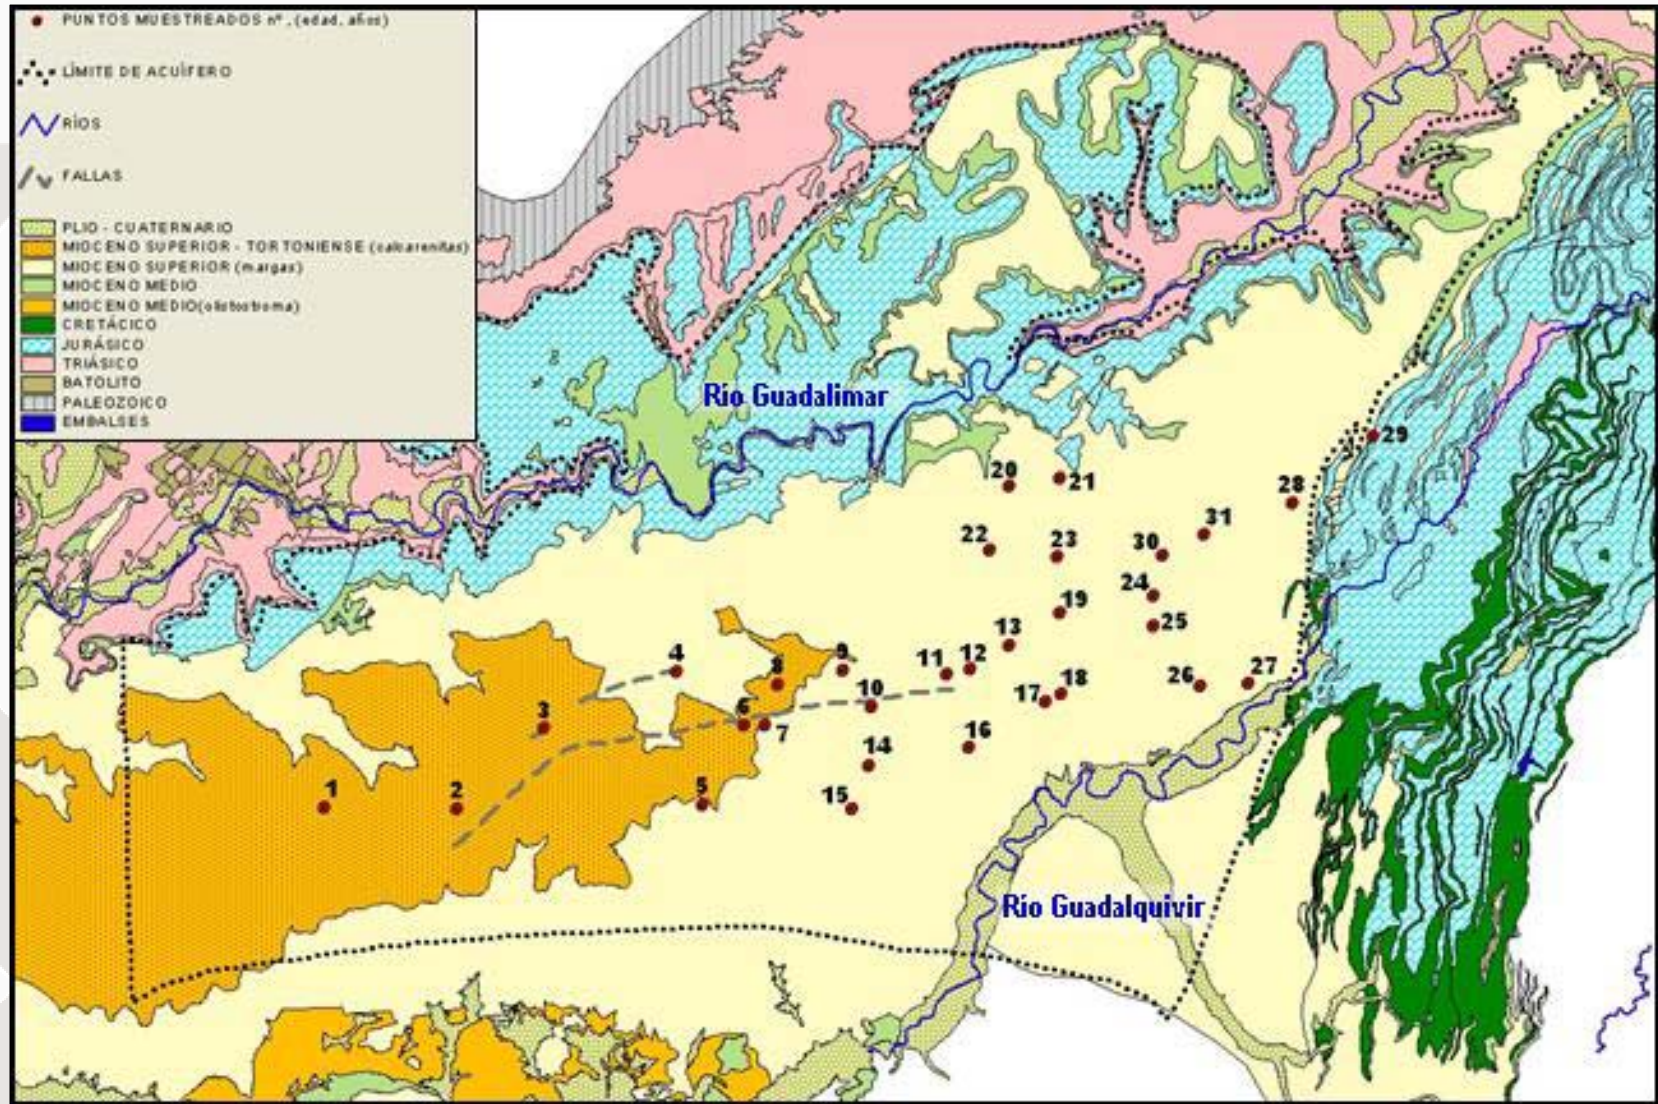 PUNTOS MUESTREADOS nº . (edad, años)
LÍMITE DE ACUÍFERO
RÍOS
FALLAS
PLIO - CUATERNARIO
MIOCENO SUPERIOR - TORTONIENSE (calcarenitas)
MIOCENO SUPERIOR (margas)
MIOCENO MEDIO
MIOCENO MEDIO(olistostroma)
CRETÁCICO
JURÁSICO
TRIÁSICO
BATOLITO
PALEOZOICO
EMBALSES
Río Guadalimar
29
20
21
28
31
22
23
30
24
19
25
13
4
9
11
12
8
10
26
27
17
18
3
6
7
16
14
1
2
5
15
Río Guadalquivir